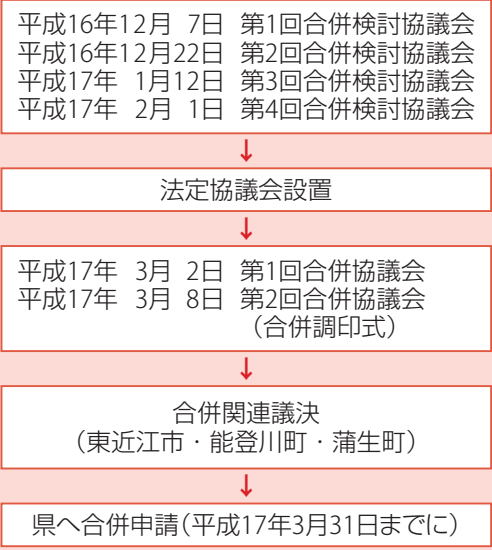 平成16年12月 7日 第1回合併検討協議会
平成16年12月22日 第2回合併検討協議会
平成17年 1月12日 第3回合併検討協議会
平成17年 2月 1日 第4回合併検討協議会
↓
法定協議会設置
↓
平成17年 3月 2日 第1回合併協議会
平成17年 3月 8日 第2回合併協議会
(合併調印式)
↓
合併関連議決
(東近江市・能登川町・蒲生町)
↓
県へ合併申請(平成17年3月31日までに)